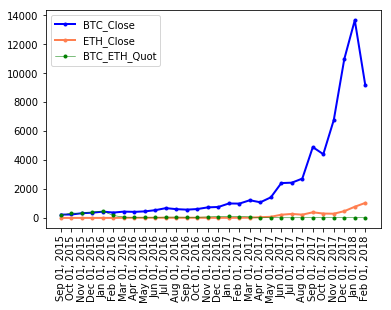 BTC_Close
ETH_Close
BTC_ETH_Quot
14000
12000
10000
8000
6000
4000
2000
0
Sep 01, 2015
Oct 01, 2015
Nov 01, 2015
Dec 01, 2015
Jan 01, 2016
Feb 01, 2016
Mar 01, 2016
Apr 01, 2016
May 01, 2016
Jun 01, 2016
Jul 01, 2016
Aug 01, 2016
Sep 01, 2016
Oct 01, 2016
Nov 01, 2016
Dec 01, 2016
Jan 01, 2017
Feb 01, 2017
Mar 01, 2017
Apr 01, 2017
May 01, 2017
Jun 01, 2017
Jul 01, 2017
Aug 01, 2017
Sep 01, 2017
Oct 01, 2017
Nov 01, 2017
Dec 01, 2017
Jan 01, 2018
Feb 01, 2018